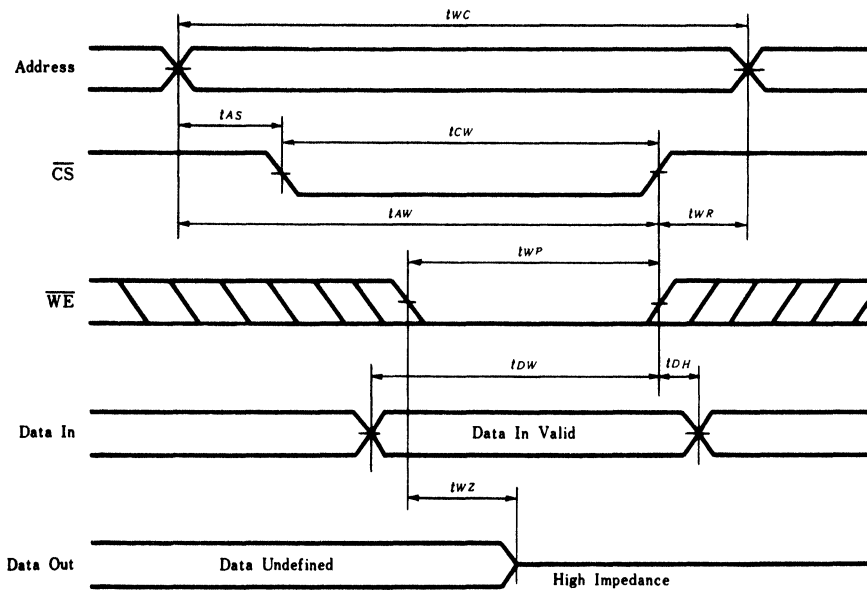 tWC
Address
tAS
tCW
CS
tAW
tWR
tWP
WE
tDW
tDH
Data In
Data In Valid
tWZ
Data Out
Data Undefined
High Impedance